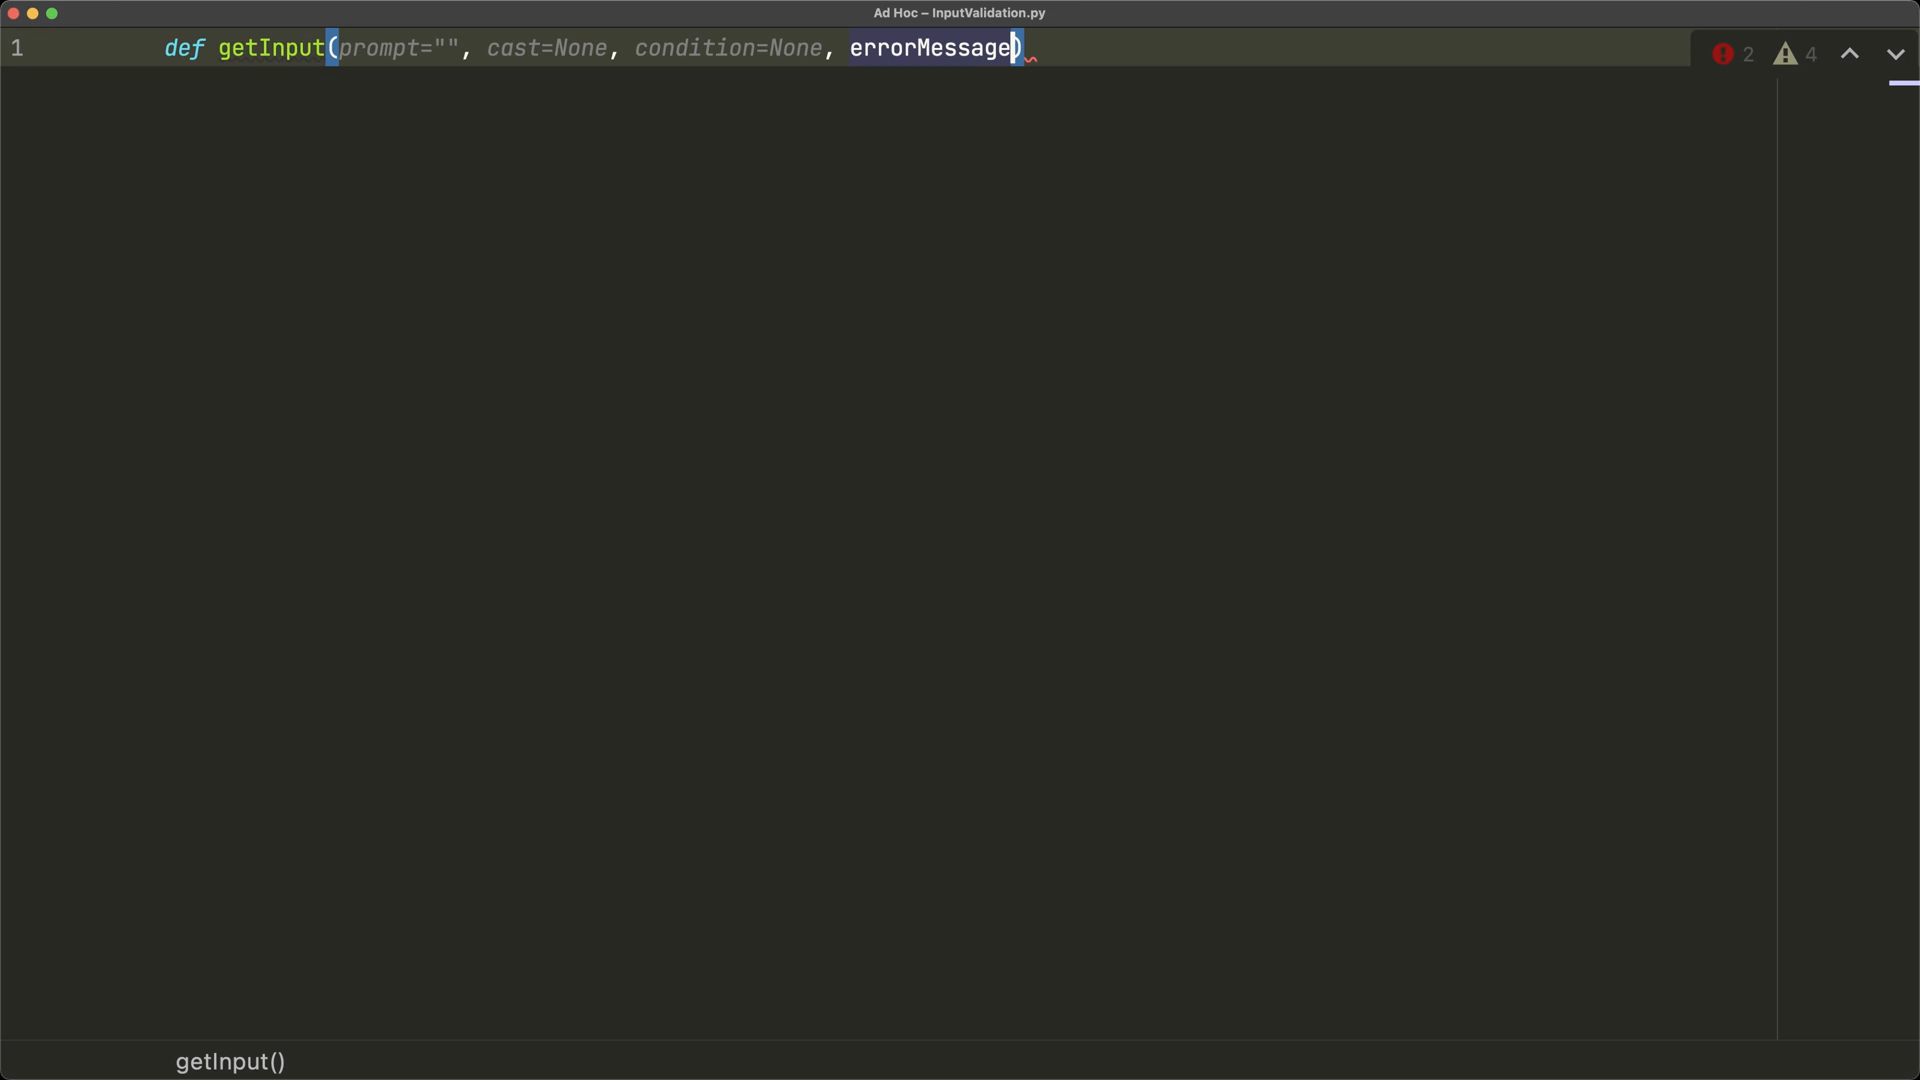 Ad Hoc – InputValidation.py
1 def getInput(prompt="", cast=None, condition=None, errorMessage) 2 4
getInput()